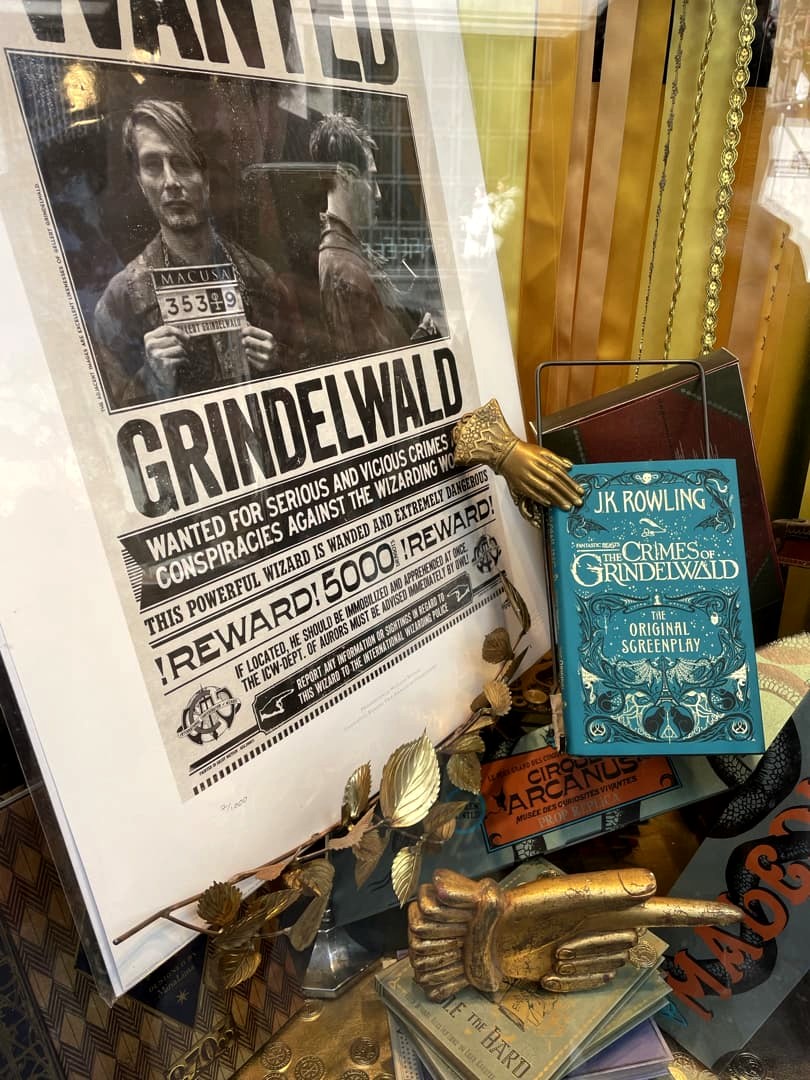 WANTED
MACUSA
GRINDELWALD
WANTED FOR SERIOUS AND VICIOUS CRIMES
CONSPIRACIES AGAINST THE WIZARDING
THIS POWERFUL WIZARD IS WANDED AND EXTREMELY DANGEROUS
!REWARD! 5000 !REWARD!
IF LOCATED, HE SHOULD BE IMMOBILIZED AND APPREHENDED AT ONCE.
THE ICW-DEPT. OF AURORS MUST BE ADVISED IMMEDIATELY BY OWL!
REPORT ANY INFORMATION OR SIGHTINGS IN REGARD TO
THIS WIZARD TO THE INTERNATIONAL WIZARDING POLICE
J.K. ROWLING
FANTASTIC BEASTS
THE CRIMES OF
GRINDELWALD
THE
ORIGINAL
SCREENPLAY
CIRQUE
ARCANUS
MUSÉE DES CURIOSITÉS VIVANTES
PROP REPLICA
THE BARD